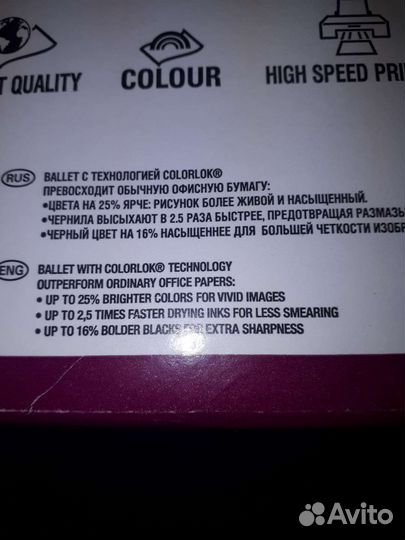 T QUALITY
COLOUR
HIGH SPEED PRI
RUS
BALLET С ТЕХНОЛОГИЕЙ COLORLOK®
ПРЕВОСХОДИТ ОБЫЧНУЮ ОФИСНУЮ БУМАГУ:
•ЦВЕТА НА 25% ЯРЧЕ: РИСУНОК БОЛЕЕ ЖИВОЙ И НАСЫЩЕННЫЙ.
•ЧЕРНИЛА ВЫСЫХАЮТ В 2.5 РАЗА БЫСТРЕЕ, ПРЕДОТВРАЩАЯ РАЗМАЗЫ
•ЧЕРНЫЙ ЦВЕТ НА 16% НАСЫЩЕННЕЕ ДЛЯ БОЛЬШЕЙ ЧЕТКОСТИ ИЗОБР
ENG
BALLET WITH COLORLOK® TECHNOLOGY
OUTPERFORM ORDINARY OFFICE PAPERS:
• UP TO 25% BRIGHTER COLORS FOR VIVID IMAGES
• UP TO 2,5 TIMES FASTER DRYING INKS FOR LESS SMEARING
• UP TO 16% BOLDER BLACKS FOR EXTRA SHARPNESS
Avito